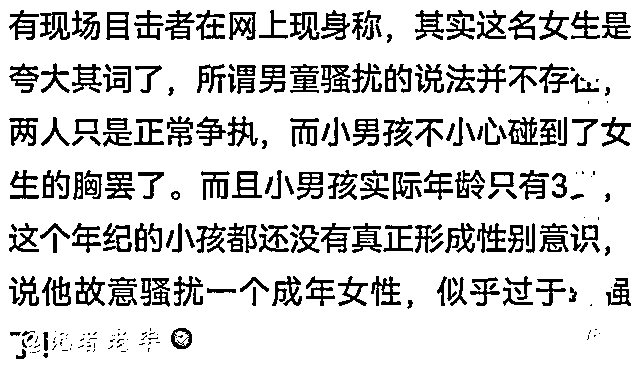 有现场目击者在网上现身称，其实这名女生是
夸大其词了，所谓男童骚扰的说法并不存在，
两人只是正常争执，而小男孩不小心碰到了女
生的胸罢了。而且小男孩实际年龄只有3
这个年纪的小孩都还没有真正形成性别意识，
说他故意骚扰一个成年女性，似乎过于 强
了!
@记者老牟